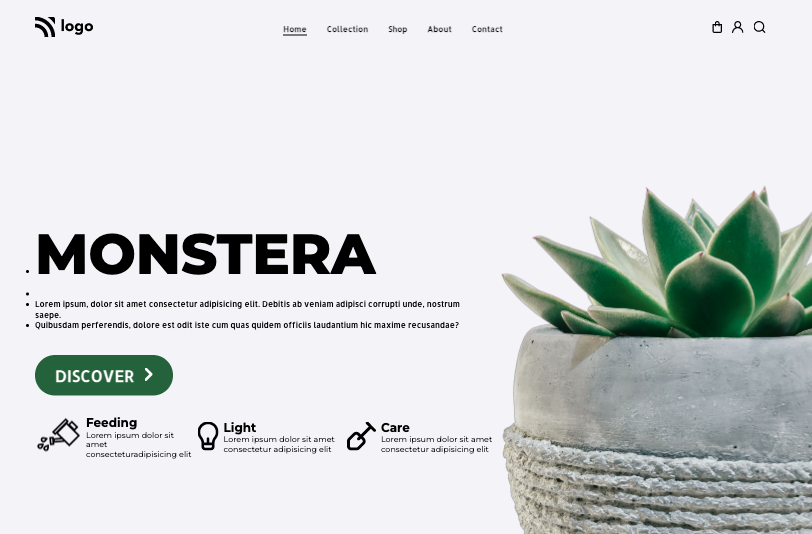 logo
Home Collection Shop About Contact
MONSTERA
Lorem ipsum, dolor sit amet consectetur adipisicing elit. Debitis ab veniam adipisci corrupti unde, nostrum
saepe.
Quibusdam perferendis, dolore est odit iste cum quas quidem officiis laudantium hic maxime recusandae?
DISCOVER
Feeding
Lorem ipsum dolor sit
amet
consecteturadipisicing elit
Light
Lorem ipsum dolor sit amet
consectetur adipisicing elit
Care
Lorem ipsum dolor sit amet
consectetur adipisicing elit